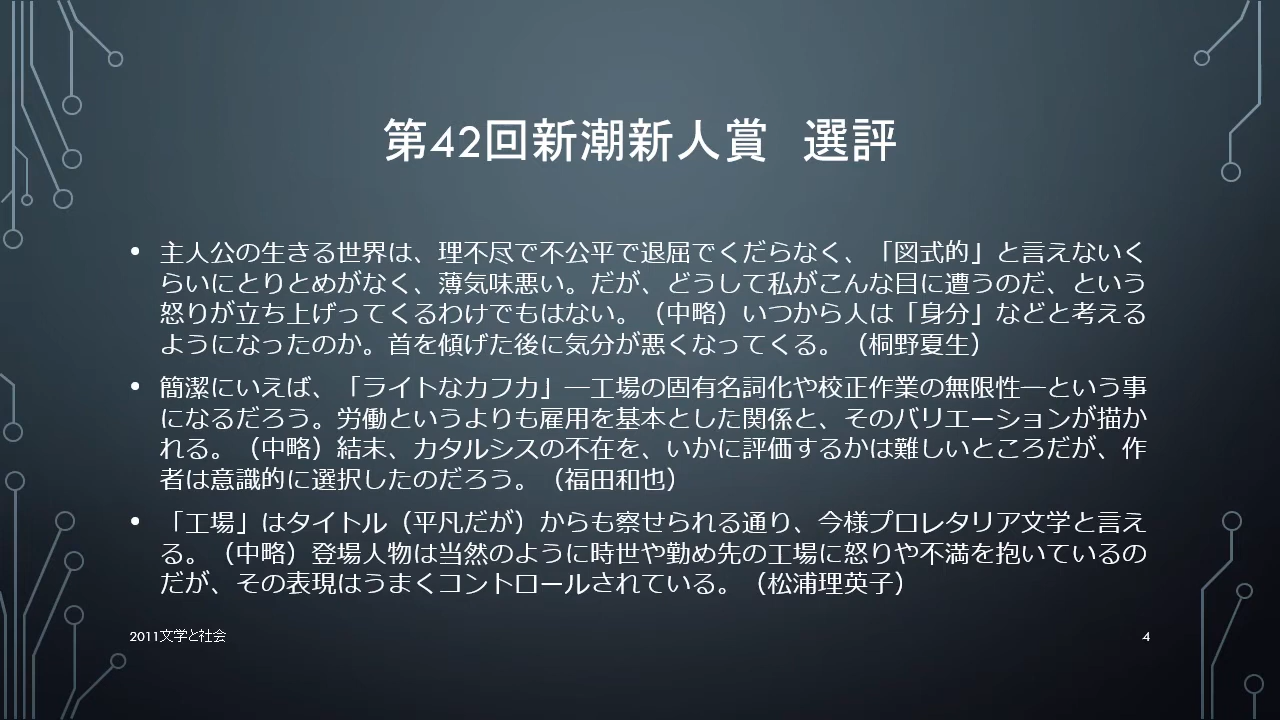 第42回新潮新人賞　選評
• 主人公の生きる世界は、理不尽で不公平で退屈でくだらなく、「図式的」と言えないく
らいにとりとめがなく、薄気味悪い。だが、どうして私がこんな目に遭うのだ、という
怒りが立ち上げってくるわけでもはない。（中略）いつから人は「身分」などと考える
ようになったのか。首を傾げた後に気分が悪くなってくる。（桐野夏生）
• 簡潔にいえば、「ライトなカフカ」―工場の固有名詞化や校正作業の無限性―という事
になるだろう。労働というよりも雇用を基本とした関係と、そのバリエーションが描か
れる。（中略）結末、カタルシスの不在を、いかに評価するかは難しいところだが、作
者は意識的に選択したのだろう。（福田和也）
• 「工場」はタイトル（平凡だが）からも察せられる通り、今様プロレタリア文学と言え
る。（中略）登場人物は当然のように時世や勤め先の工場に怒りや不満を抱いているの
だが、その表現はうまくコントロールされている。（松浦理英子）
2011文学と社会
4